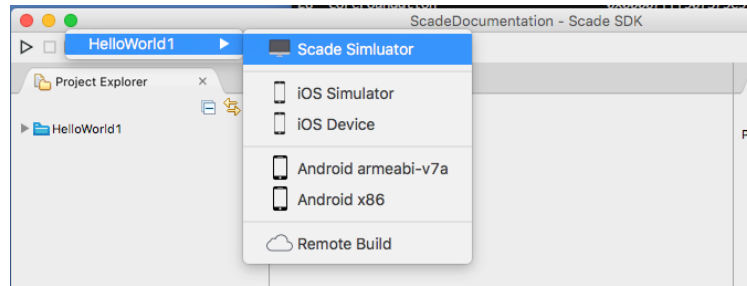 ScadeDocumentation - Scade SDK
HelloWorld1
Scade Simluator
Project Explorer
iOS Simulator
iOS Device
HelloWorld1
Android armeabi-v7a
Android x86
Remote Build